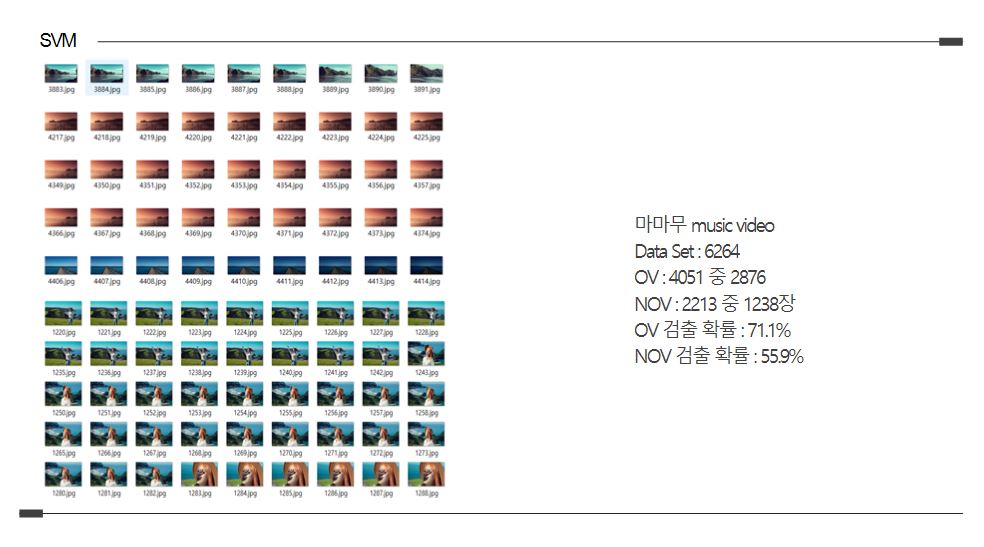 SVM
3883.jpg 3884.jpg 3885.jpg 3886.jpg 3887.jpg 3888.jpg 3889.jpg 3890.jpg 3891.jpg
4217.jpg 4218.jpg 4219.jpg 4220.jpg 4221.jpg 4222.jpg 4223.jpg 4224.jpg 4225.jpg
4349.jpg 4350.jpg 4351.jpg 4352.jpg 4353.jpg 4354.jpg 4355.jpg 4356.jpg 4357.jpg
4366.jpg 4367.jpg 4368.jpg 4369.jpg 4370.jpg 4371.jpg 4372.jpg 4373.jpg 4374.jpg
4406.jpg 4407.jpg 4408.jpg 4409.jpg 4410.jpg 4411.jpg 4412.jpg 4413.jpg 4414.jpg
1220.jpg 1221.jpg 1222.jpg 1223.jpg 1224.jpg 1225.jpg 1226.jpg 1227.jpg 1228.jpg
1235.jpg 1236.jpg 1237.jpg 1238.jpg 1239.jpg 1240.jpg 1241.jpg 1242.jpg 1243.jpg
1250.jpg 1251.jpg 1252.jpg 1253.jpg 1254.jpg 1255.jpg 1256.jpg 1257.jpg 1258.jpg
1265.jpg 1266.jpg 1267.jpg 1268.jpg 1269.jpg 1270.jpg 1271.jpg 1272.jpg 1273.jpg
1280.jpg 1281.jpg 1282.jpg 1283.jpg 1284.jpg 1285.jpg 1286.jpg 1287.jpg 1288.jpg
마마무 music video
Data Set : 6264
OV : 4051 중 2876
NOV : 2213 중 1238장
OV 검출 확률 : 71.1%
NOV 검출 확률 : 55.9%